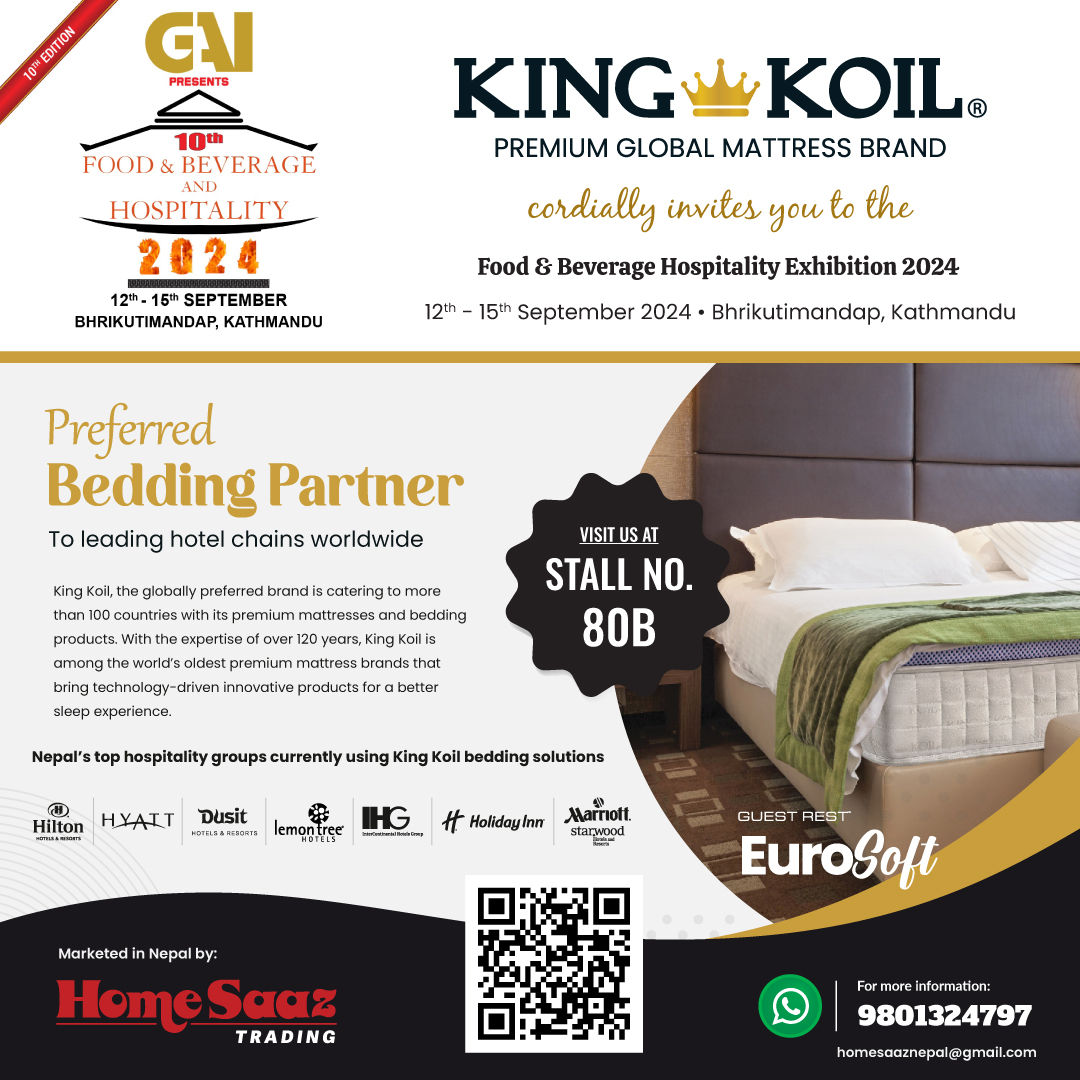 10TH EDITION
GAI
PRESENTS
10th
FOOD & BEVERAGE
AND
HOSPITALITY
2024
12th - 15th SEPTEMBER
BHRIKUTIMANDAP, KATHMANDU
KING KOIL®
PREMIUM GLOBAL MATTRESS BRAND
cordially invites you to the
Food & Beverage Hospitality Exhibition 2024
12th - 15th September 2024 • Bhrikutimandap, Kathmandu
Preferred
Bedding Partner
To leading hotel chains worldwide
King Koil, the globally preferred brand is catering to more
than 100 countries with its premium mattresses and bedding
products. With the expertise of over 120 years, King Koil is
among the world's oldest premium mattress brands that
bring technology-driven innovative products for a better
sleep experience.
VISIT US AT
STALL NO.
80B
Nepal's top hospitality groups currently using King Koil bedding solutions
Hilton
HOTELS & RESORTS
HYATT
Dusit
HOTELS & RESORTS
lemon tree®
HOTELS
IHG
InterContinental Hotels Group
H Holiday Inn
Marriott.
starwood
Hotels and
Resorts
GUEST REST
EuroSoft
Marketed in Nepal by:
HomeSaaz
TRADING
For more information:
9801324797
homesaaznepal@gmail.com